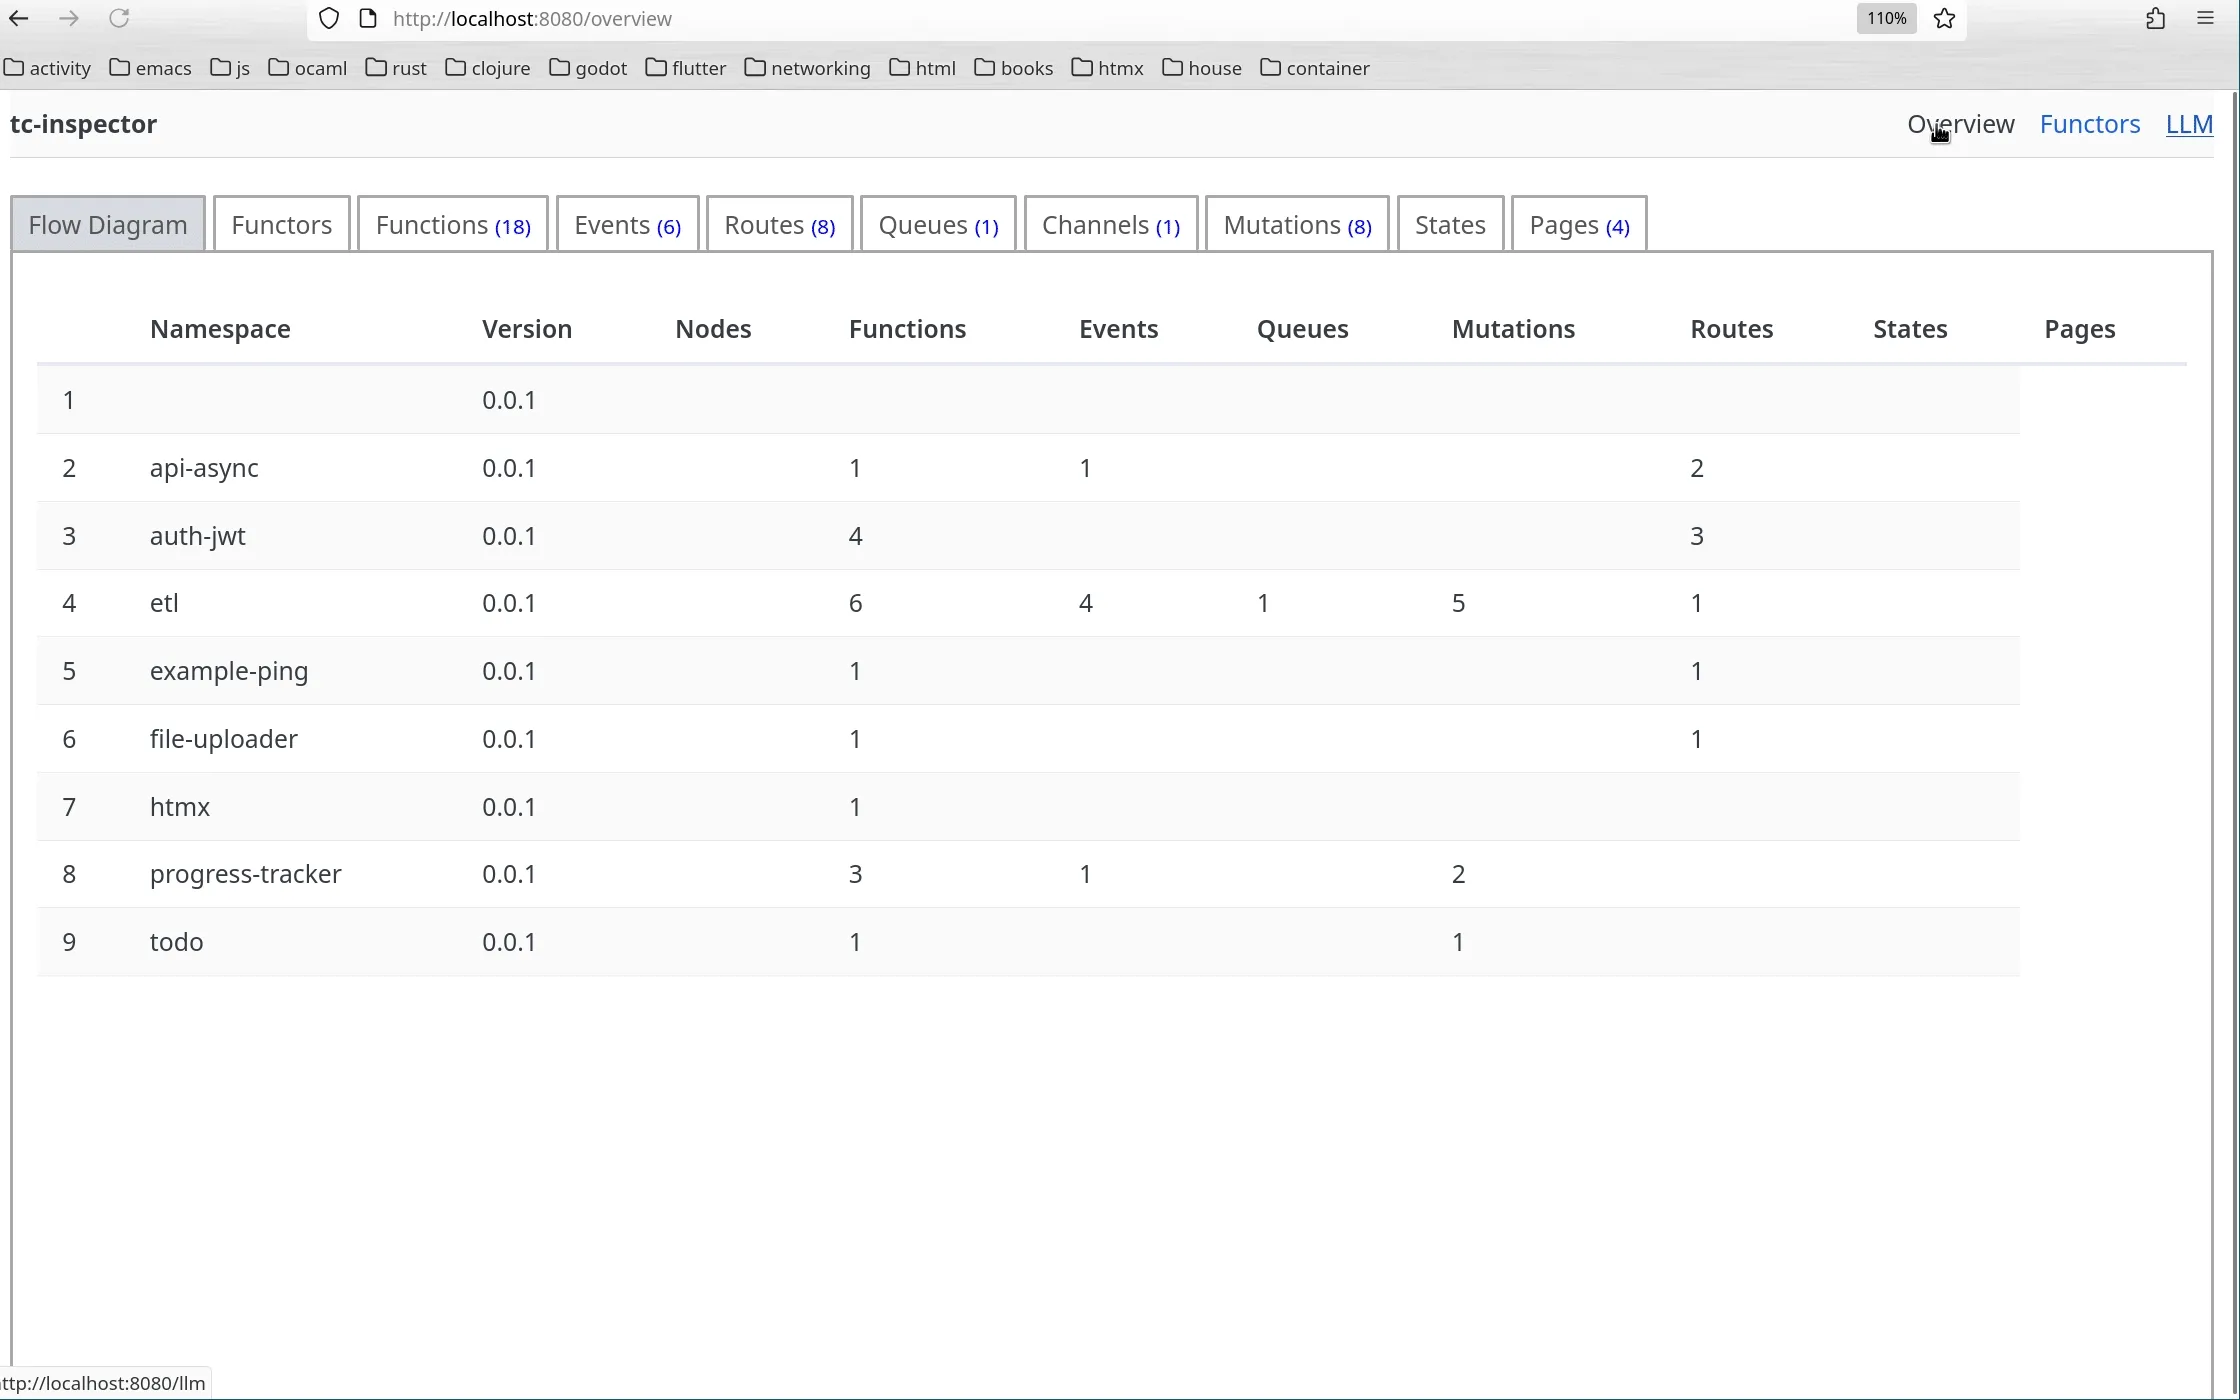 http://localhost:8080/overview 110%
activity emacs js ocaml rust clojure godot flutter networking html books htmx house container
tc-inspector Overview Functors LLM
Flow Diagram Functors Functions (18) Events (6) Routes (8) Queues (1) Channels (1) Mutations (8) States Pages (4)
Namespace Version Nodes Functions Events Queues Mutations Routes States Pages
1 0.0.1
2 api-async 0.0.1 1 1 2
3 auth-jwt 0.0.1 4 3
4 etl 0.0.1 6 4 1 5 1
5 example-ping 0.0.1 1 1
6 file-uploader 0.0.1 1 1
7 htmx 0.0.1 1
8 progress-tracker 0.0.1 3 1 2
9 todo 0.0.1 1 1
ttp://localhost:8080/llm